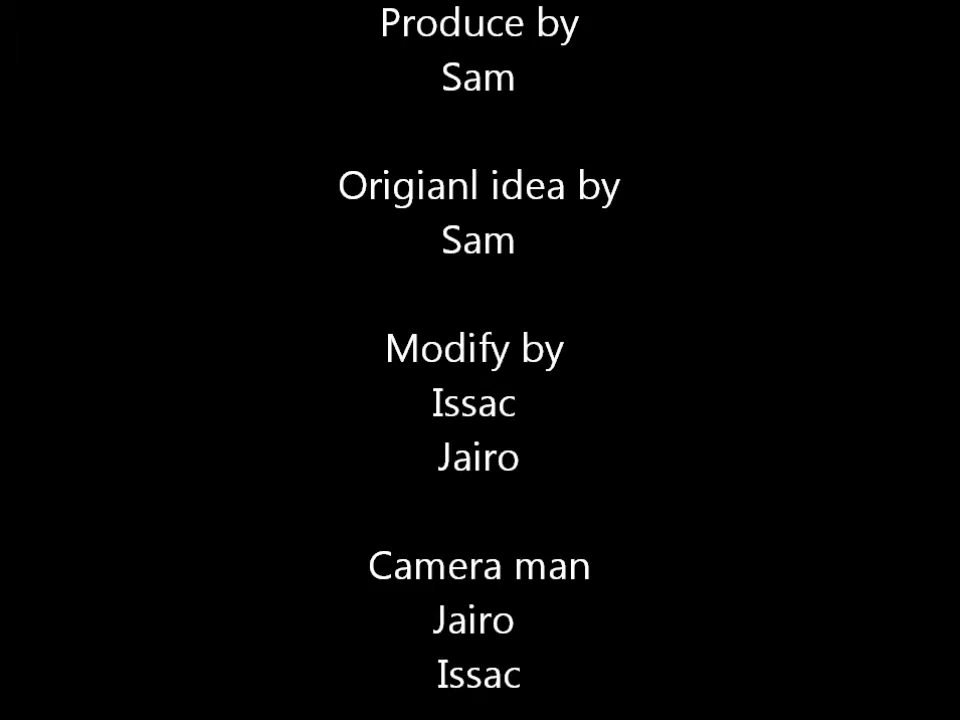 Produce by
Sam
Origianl idea by
Sam
Modify by
Issac
Jairo
Camera man
Jairo
Issac